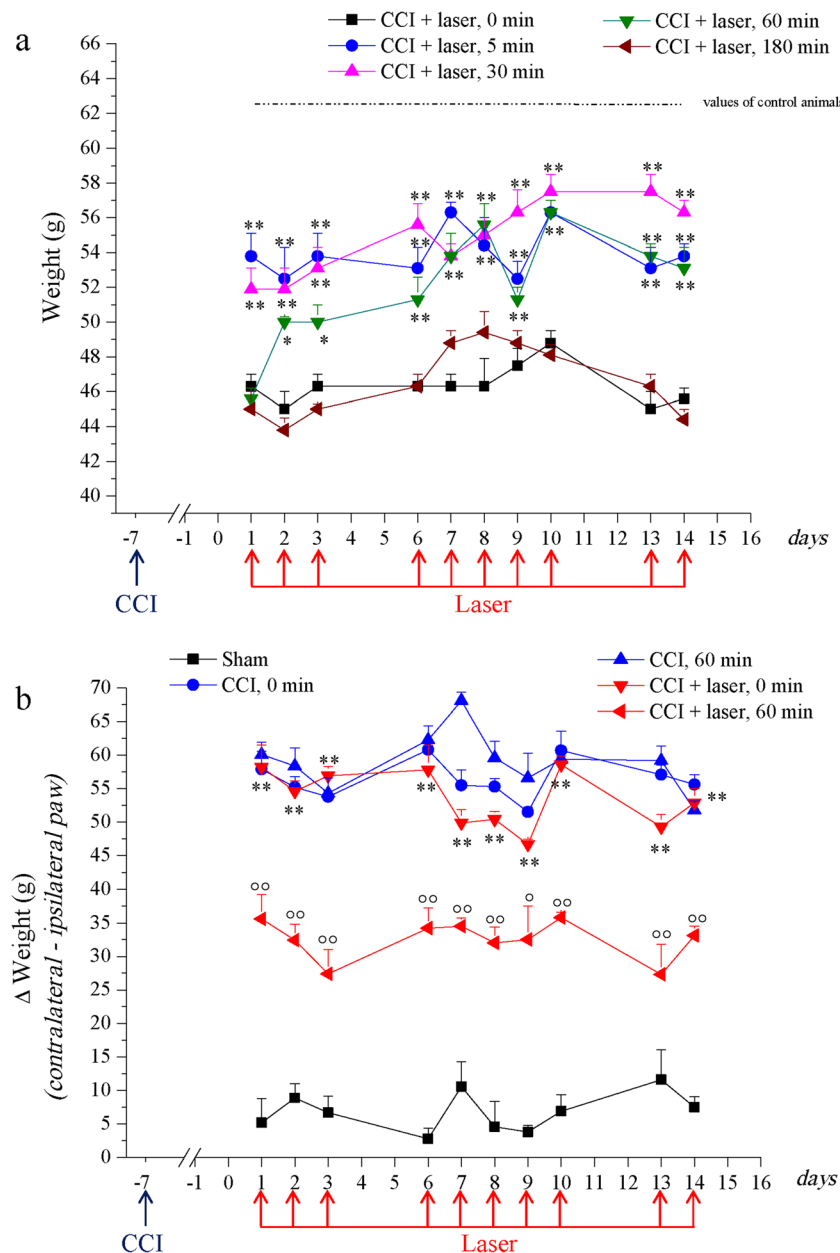 a
CCI + laser, 0 min
CCI + laser, 5 min
CCI + laser, 30 min
CCI + laser, 60 min
CCI + laser, 180 min
66
64
62
60
58
56
54
52
50
48
46
44
42
40
Weight (g)
values of control animals
** ** ** ** ** ** ** ** ** ** 
** ** ** ** ** ** ** ** **
** * * ** ** ** **
-7 -1 0 1 2 3 4 5 6 7 8 9 10 11 12 13 14 15 16 days
CCI
Laser
b
Sham
CCI, 0 min
CCI, 60 min
CCI + laser, 0 min
CCI + laser, 60 min
70
65
60
55
50
45
40
35
30
25
20
15
10
5
0
Δ Weight (g)
(contralateral - ipsilateral paw)
** ** ** ** ** ** ** ** ** **
°° °° °° °° °° °° ° °° °° °°
-7 -1 0 1 2 3 4 5 6 7 8 9 10 11 12 13 14 15 16 days
CCI
Laser